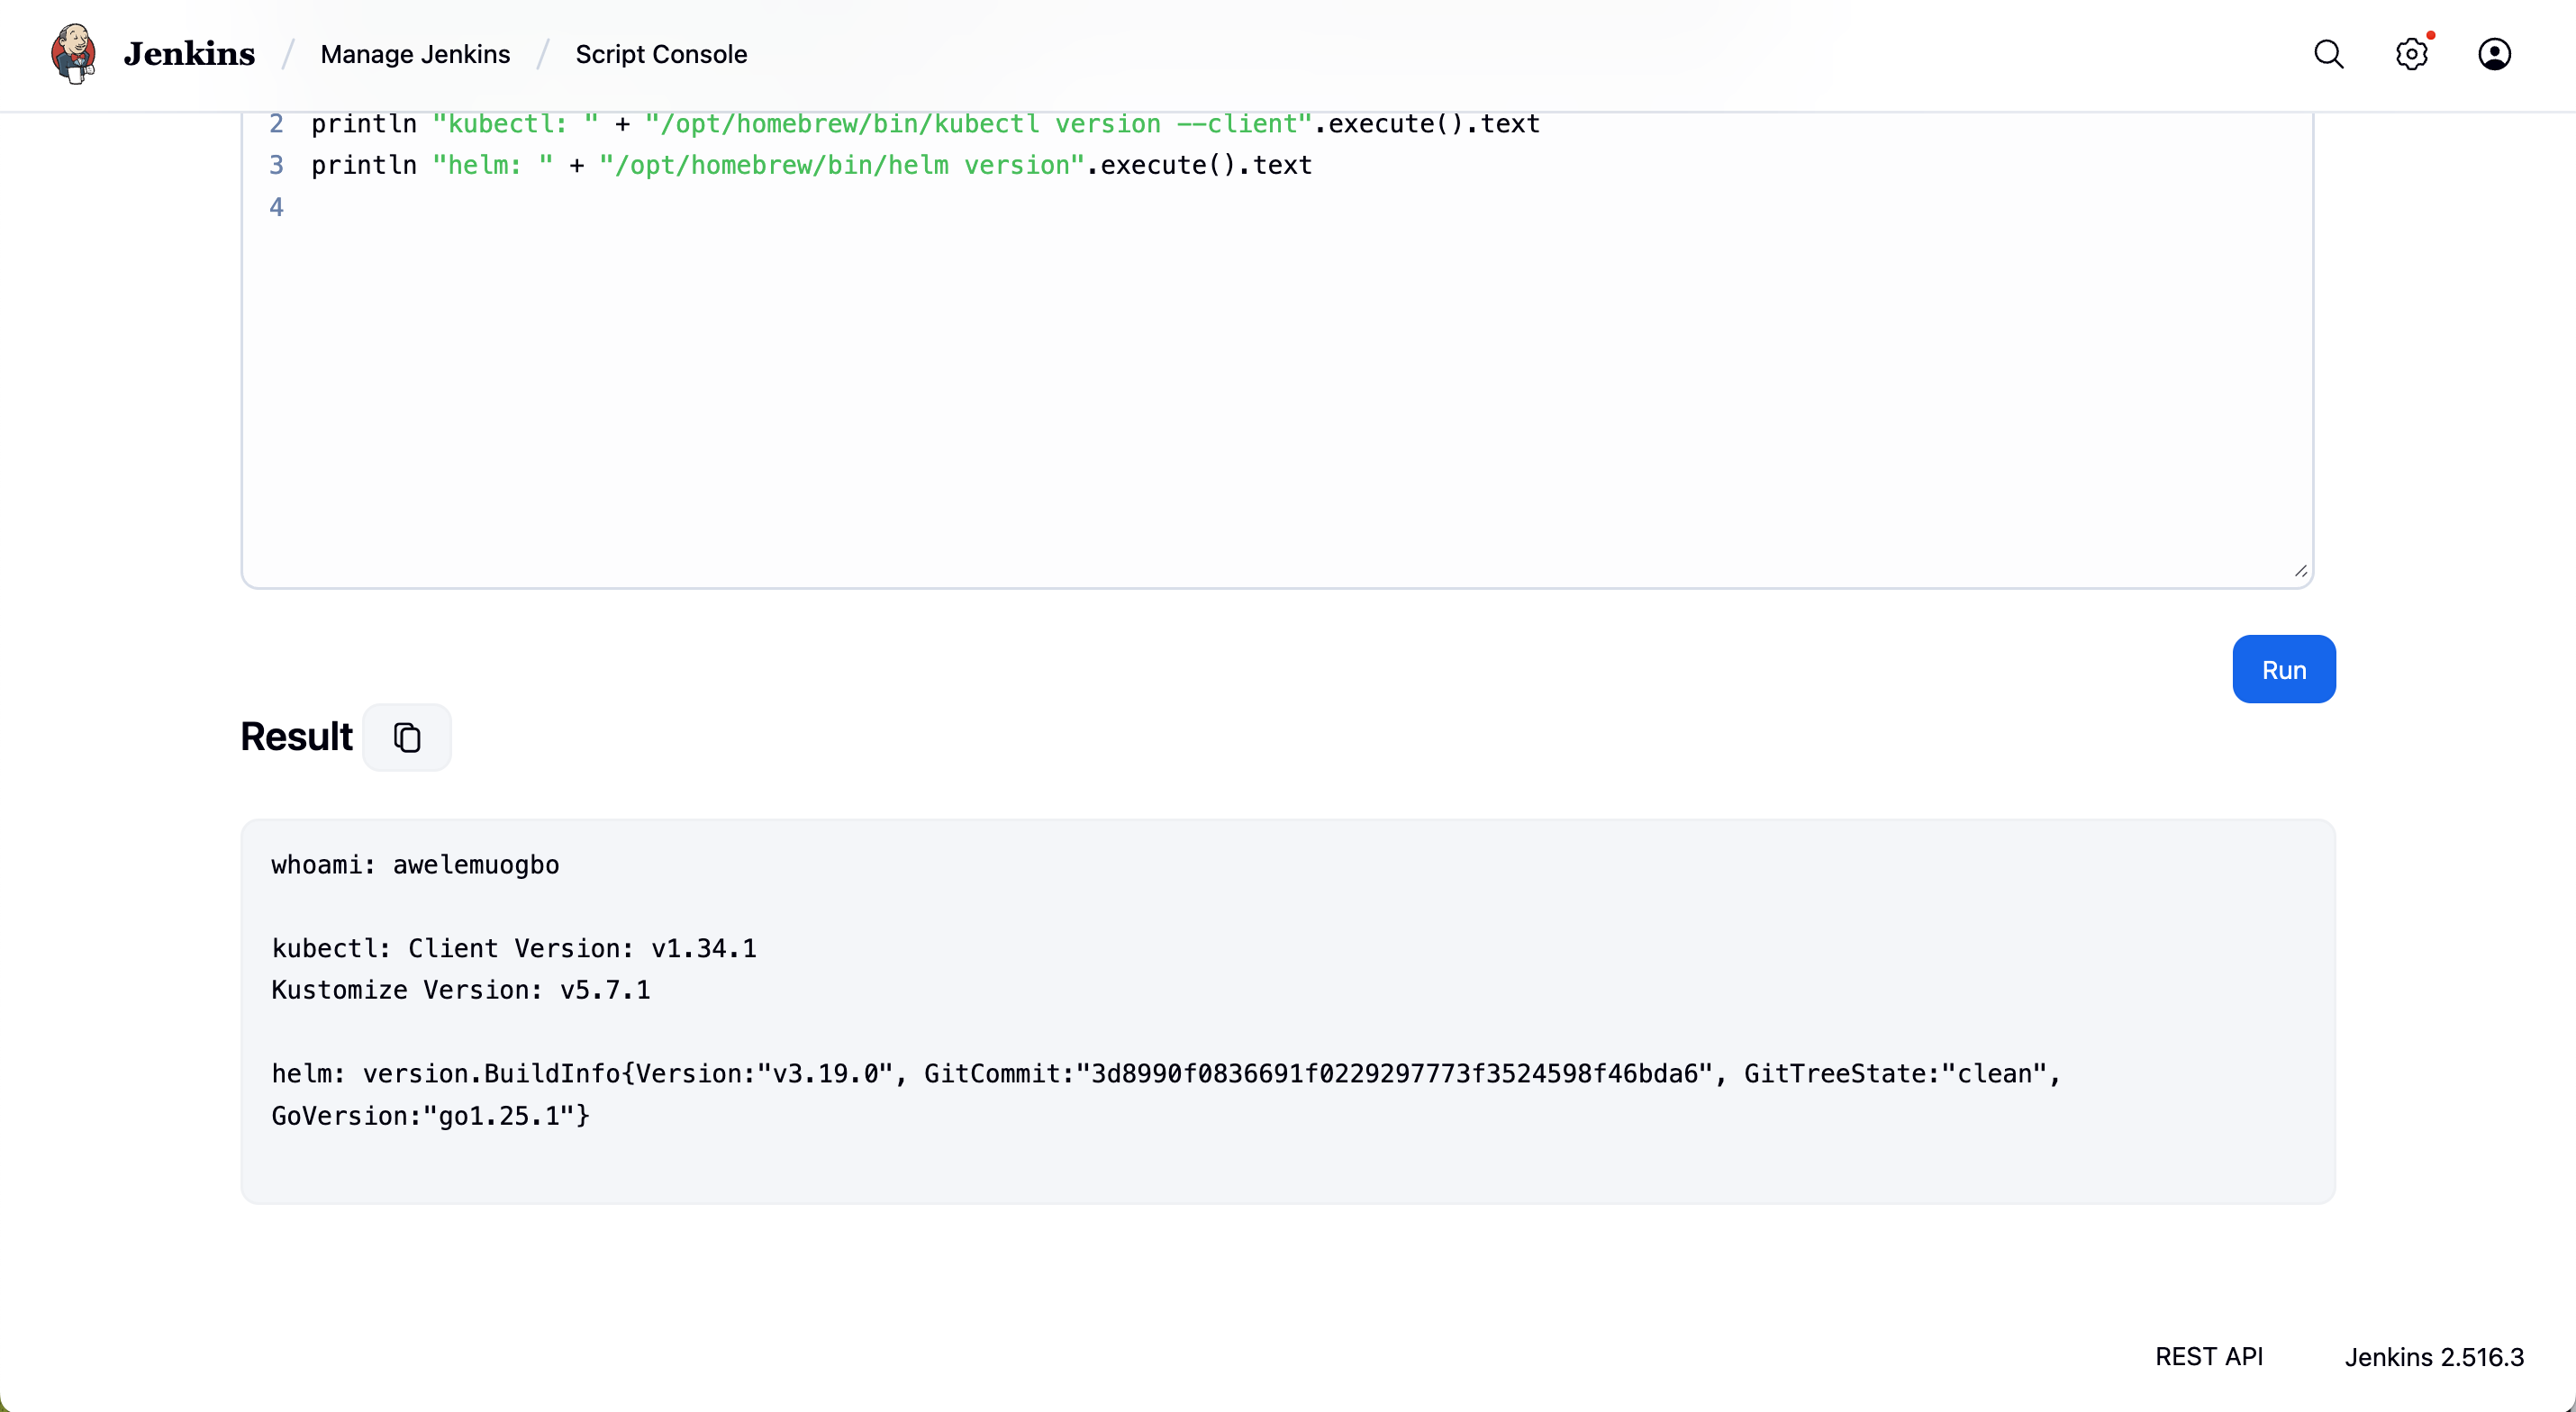 Jenkins / Manage Jenkins / Script Console
2 println "kubectl: " + "/opt/homebrew/bin/kubectl version --client".execute().text
3 println "helm: " + "/opt/homebrew/bin/helm version".execute().text
4
Run
Result
whoami: awelemuogbo
kubectl: Client Version: v1.34.1
Kustomize Version: v5.7.1
helm: version.BuildInfo{Version:"v3.19.0", GitCommit:"3d8990f0836691f0229297773f3524598f46bda6", GitTreeState:"clean",
GoVersion:"go1.25.1"}
REST API Jenkins 2.516.3